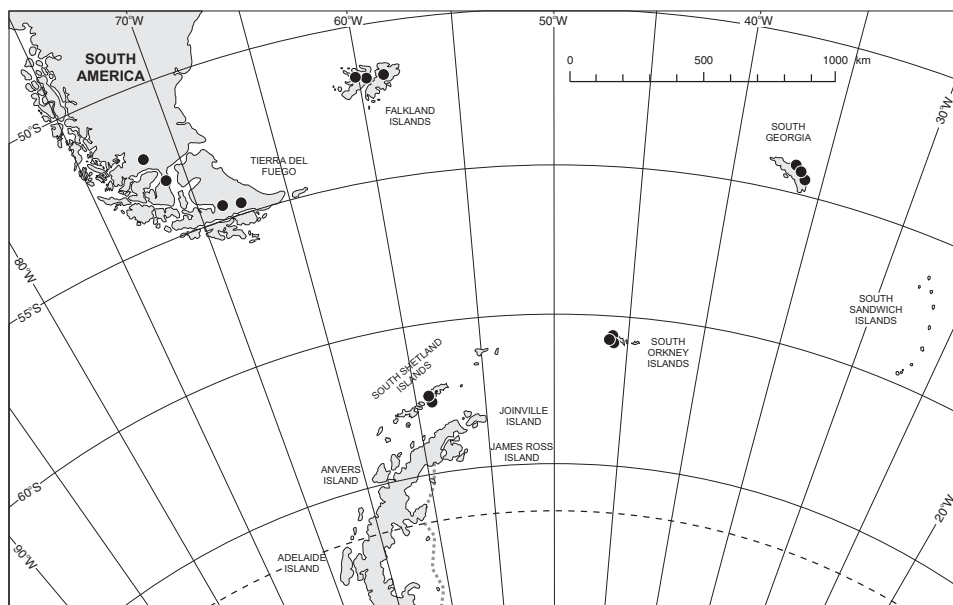 70°W
60°W
50°W
40°W
SOUTH
AMERICA
0
500
1000 km
30°W
FALKLAND
ISLANDS
50°S
SOUTH
GEORGIA
TIERRA DEL
FUEGO
80°W
55°S
SOUTH
SANDWICH
ISLANDS
SOUTH
ORKNEY
ISLANDS
SOUTH SHETLAND
ISLANDS
JOINVILLE
ISLAND
JAMES ROSS
ISLAND
ANVERS
ISLAND
60°S
20°W
90°W
ADELAIDE
ISLAND